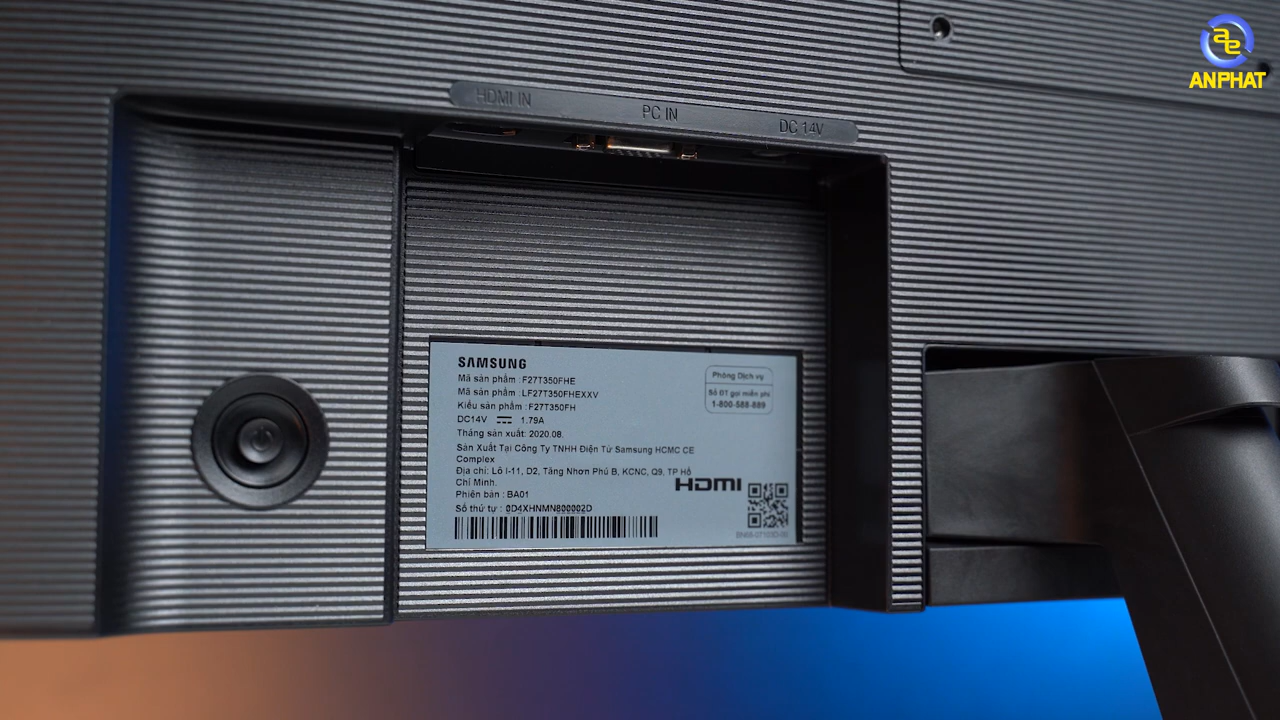 ANPHAT
HDMI IN
PC IN
DC 14V
SAMSUNG
Mã sản phẩm : F27T350FHE
Mã sản phẩm : LF27T350FHEXXV
Kiểu sản phẩm : F27T350FH
DC14V 1.79A
Tháng sản xuất: 2020.08.
Sản Xuất Tại Công Ty TNHH Điện Tử Samsung HCMC CE
Complex
Địa chỉ: Lô I-11, D2, Tăng Nhơn Phú B, KCNC, Q9, TP Hồ
Chí Minh.
Phiên bản : BA01
Số thứ tự : 0D4XHNMN800002D
Phòng Dịch vụ
Số ĐT gọi miễn phí
1-800-588-889
HDMI